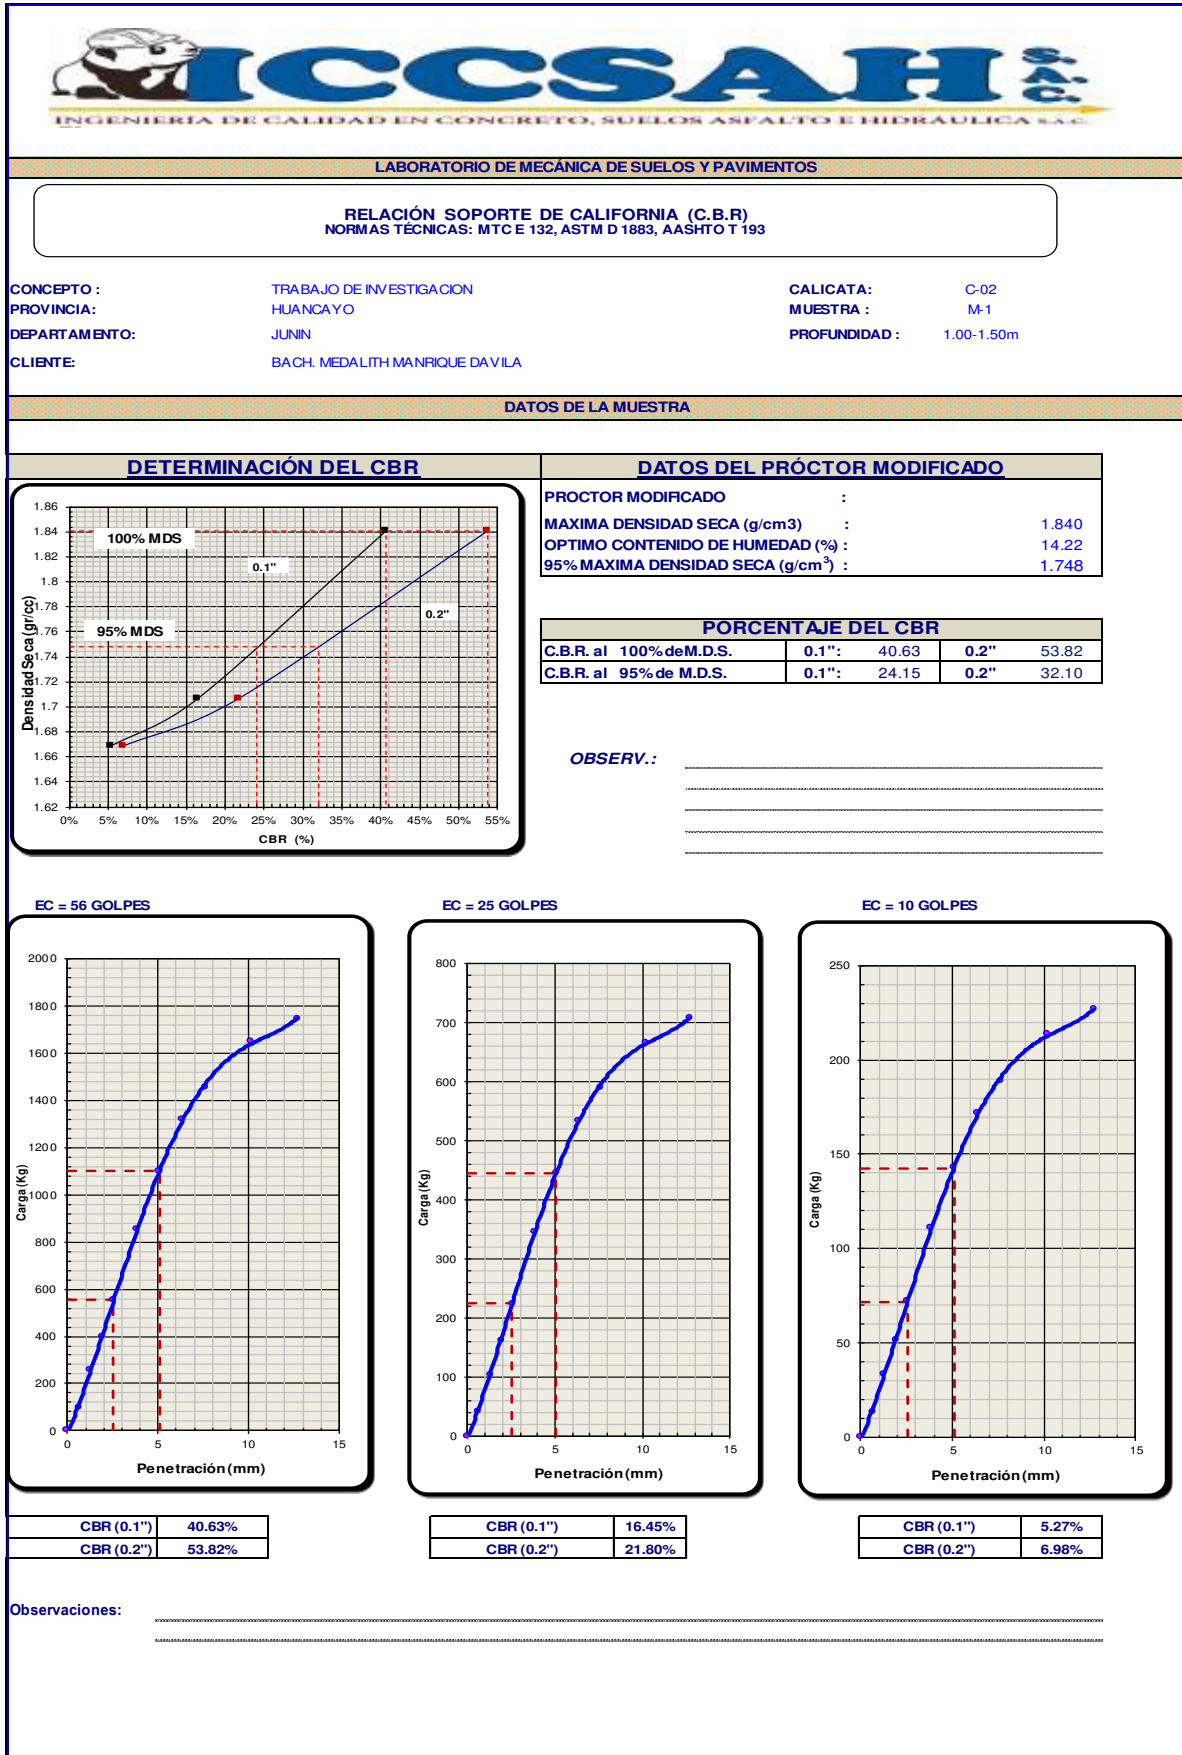 ICCSAH S.A.C.
INGENIERÍA DE CALIDAD EN CONCRETO, SUELOS ASFALTO E HIDRÁULICA S.A.C.
LABORATORIO DE MECÁNICA DE SUELOS Y PAVIMENTOS
RELACIÓN SOPORTE DE CALIFORNIA (C.B.R)
NORMAS TÉCNICAS: MTC E 132, ASTM D 1883, AASHTO T 193
CONCEPTO : TRABAJO DE INVESTIGACION CALICATA: C-02
PROVINCIA: HUANCAYO MUESTRA : M-1
DEPARTAMENTO: JUNIN PROFUNDIDAD : 1.00-1.50m
CLIENTE: BACH. MEDALITH MANRIQUE DAVILA
DATOS DE LA MUESTRA
DETERMINACIÓN DEL CBR
1.86
1.84
1.82
1.8
1.78
1.76
1.74
1.72
1.7
1.68
1.66
1.64
1.62
Densidad Seca (gr/cc)
100% MDS
0.1"
0.2"
95% MDS
0% 5% 10% 15% 20% 25% 30% 35% 40% 45% 50% 55%
CBR (%)
DATOS DEL PRÓCTOR MODIFICADO
PROCTOR MODIFICADO :
MAXIMA DENSIDAD SECA (g/cm3) : 1.840
OPTIMO CONTENIDO DE HUMEDAD (%) : 14.22
95% MAXIMA DENSIDAD SECA (g/cm³) : 1.748
PORCENTAJE DEL CBR
C.B.R. al 100% de M.D.S. 0.1": 40.63 0.2" 53.82
C.B.R. al 95% de M.D.S. 0.1": 24.15 0.2" 32.10
OBSERV.:
EC = 56 GOLPES
2000
1800
1600
1400
1200
1000
800
600
400
200
0
Carga (Kg)
0 5 10 15
Penetración (mm)
CBR (0.1") 40.63%
CBR (0.2") 53.82%
EC = 25 GOLPES
800
700
600
500
400
300
200
100
0
Carga (Kg)
0 5 10 15
Penetración (mm)
CBR (0.1") 16.45%
CBR (0.2") 21.80%
EC = 10 GOLPES
250
200
150
100
50
0
Carga (Kg)
0 5 10 15
Penetración (mm)
CBR (0.1") 5.27%
CBR (0.2") 6.98%
Observaciones: